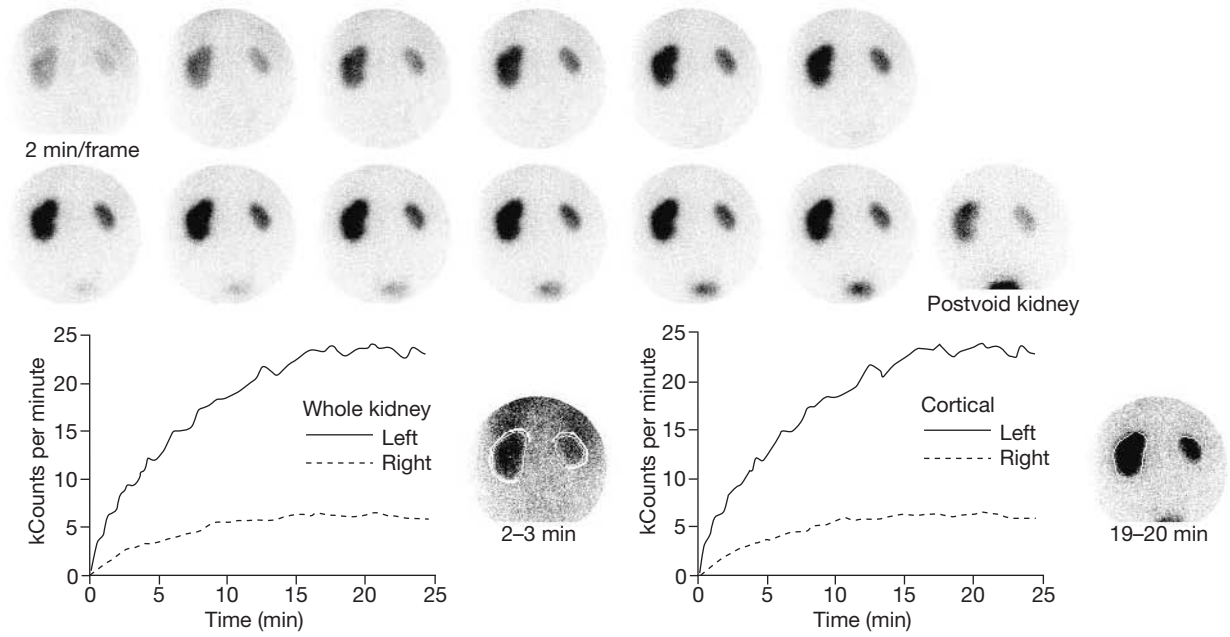 2 min/frame
Postvoid kidney
25
20
15
10
5
0
kCounts per minute
Whole kidney
Left
Right
0 5 10 15 20 25
Time (min)
2–3 min
25
20
15
10
5
0
kCounts per minute
Cortical
Left
Right
0 5 10 15 20 25
Time (min)
19–20 min